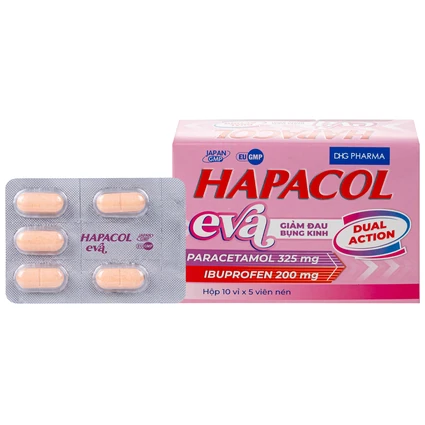 JAPAN
GMP
EU GMP
DHG PHARMA
HAPACOL
eva
GIẢM ĐAU
BỤNG KINH
DUAL
ACTION
PARACETAMOL 325 mg
IBUPROFEN 200 mg
Hộp 10 vỉ x 5 viên nén
HAPACOL
eva